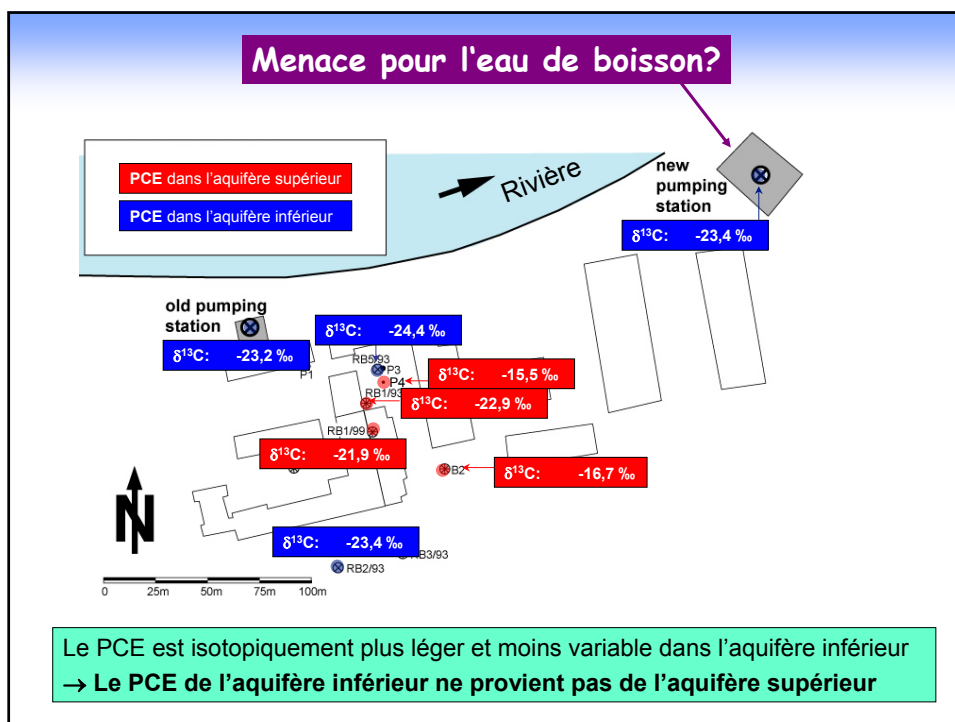 Menace pour l'eau de boisson?
PCE dans l'aquifère supérieur
PCE dans l'aquifère inférieur
Rivière
new
pumping
station
δ¹³C: -23,4 ‰
old pumping
station
δ¹³C: -23,2 ‰
P1
δ¹³C: -24,4 ‰
RB5/93
P3
P4
δ¹³C: -15,5 ‰
RB1/93
δ¹³C: -22,9 ‰
RB1/99
δ¹³C: -21,9 ‰
B2
δ¹³C: -16,7 ‰
N
δ¹³C: -23,4 ‰
RB3/93
RB2/93
0 25m 50m 75m 100m
Le PCE est isotopiquement plus léger et moins variable dans l'aquifère inférieur
→ Le PCE de l'aquifère inférieur ne provient pas de l'aquifère supérieur